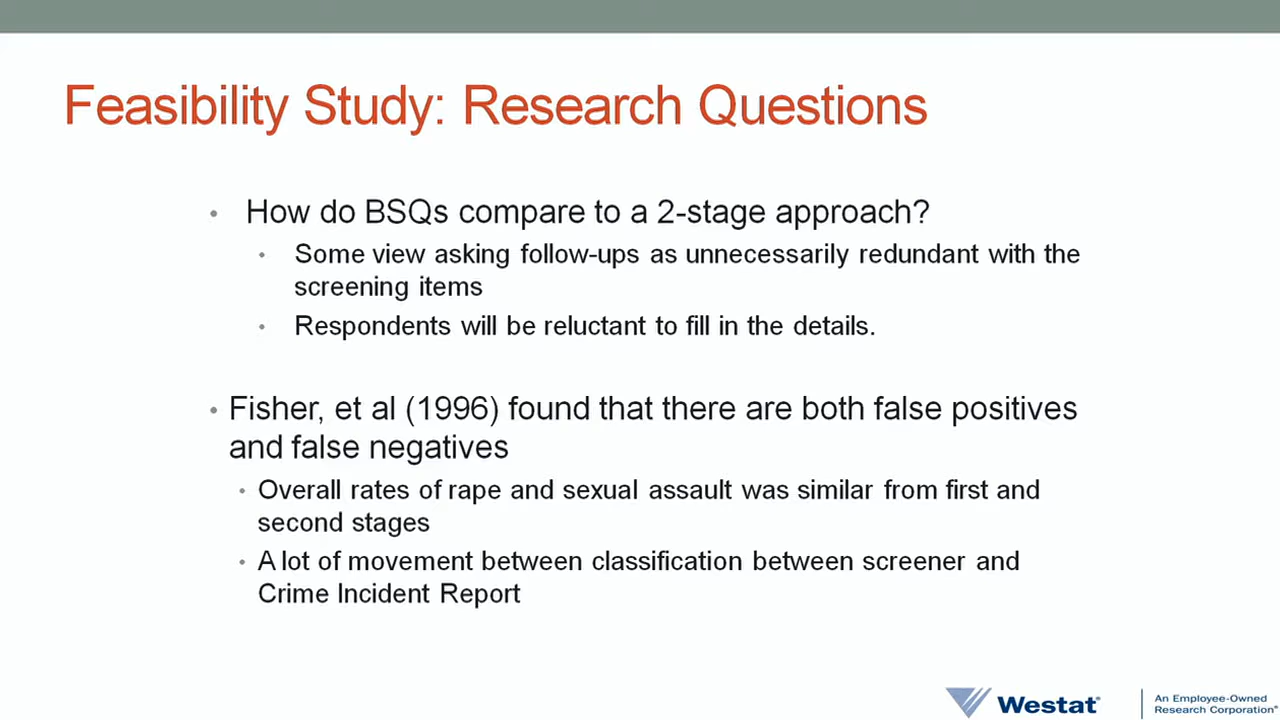 Feasibility Study: Research Questions
• How do BSQs compare to a 2-stage approach?
• Some view asking follow-ups as unnecessarily redundant with the
screening items
• Respondents will be reluctant to fill in the details.
• Fisher, et al (1996) found that there are both false positives
and false negatives
• Overall rates of rape and sexual assault was similar from first and
second stages
• A lot of movement between classification between screener and
Crime Incident Report
Westat®
An Employee-Owned
Research Corporation®